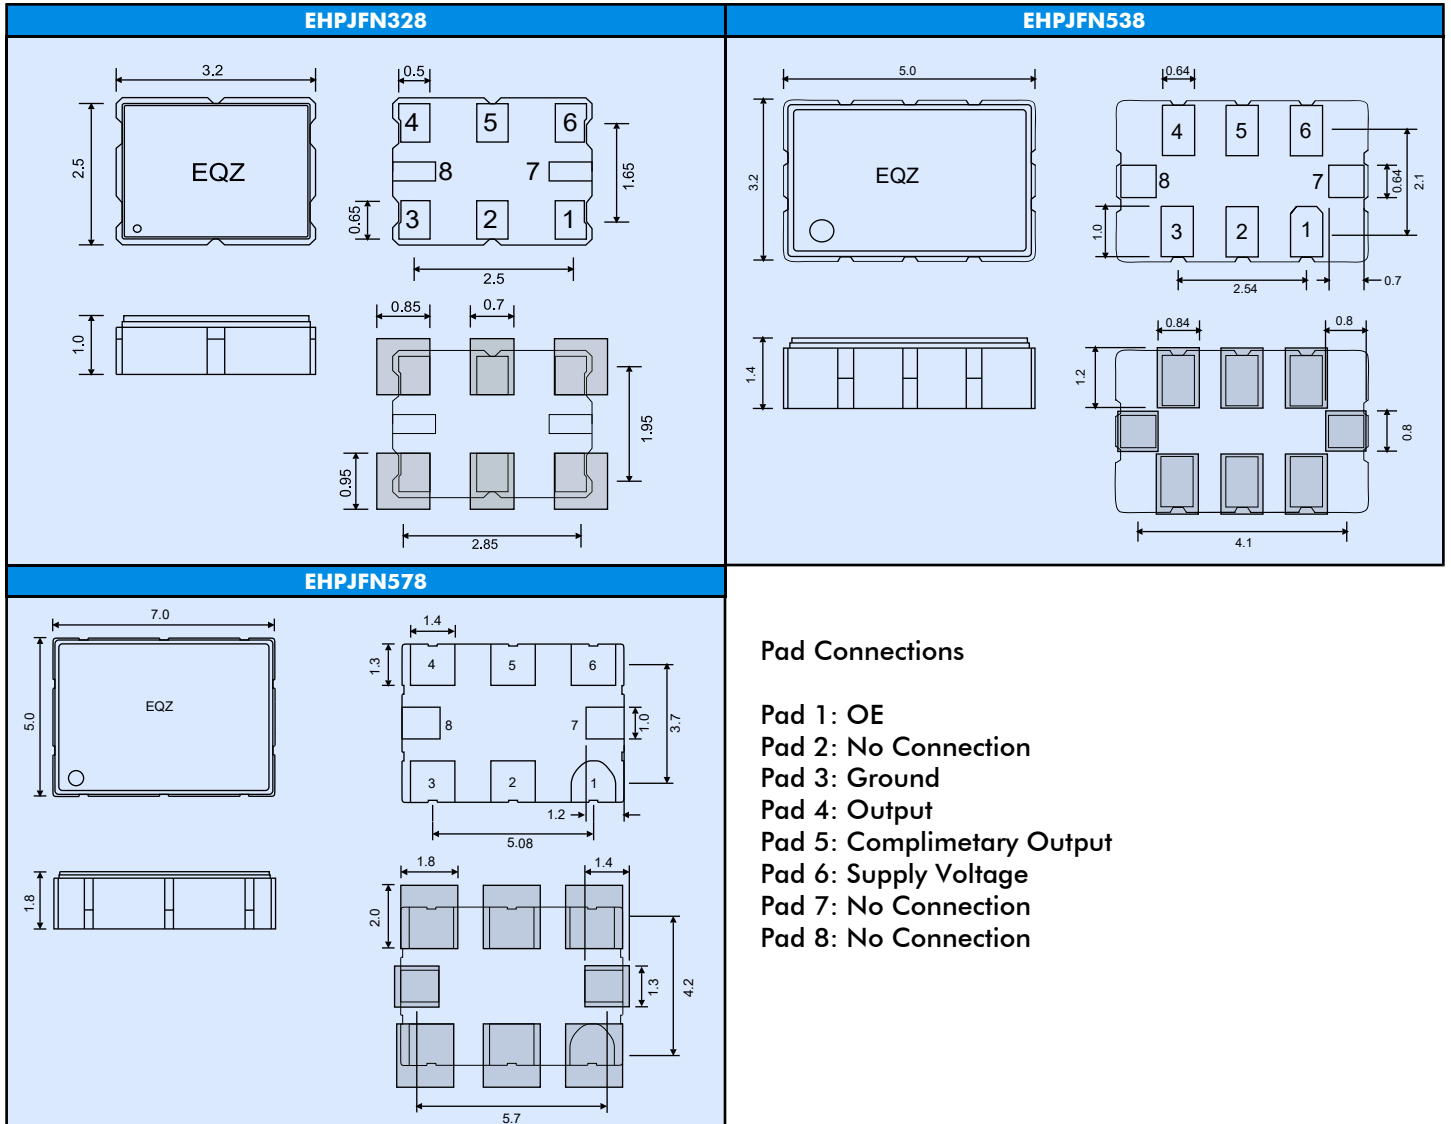 EHPJFN328
3.2
0.5
2.5
EQZ
4 5 6
8 7
3 2 1
0.65
1.65
2.5
1.0
0.85
0.7
0.95
1.95
2.85
EHPJFN538
5.0
0.64
3.2
EQZ
4 5 6
8 7
3 2 1
1.0
0.64
2.1
2.54
0.7
1.4
0.84
0.8
1.2
0.8
4.1
EHPJFN578
7.0
1.4
5.0
EQZ
1.3
4 5 6
8 7
3 2 1
1.0
3.7
1.2
5.08
1.8
1.8
1.4
2.0
1.3
4.2
5.7
Pad Connections
Pad 1: OE
Pad 2: No Connection
Pad 3: Ground
Pad 4: Output
Pad 5: Complimetary Output
Pad 6: Supply Voltage
Pad 7: No Connection
Pad 8: No Connection